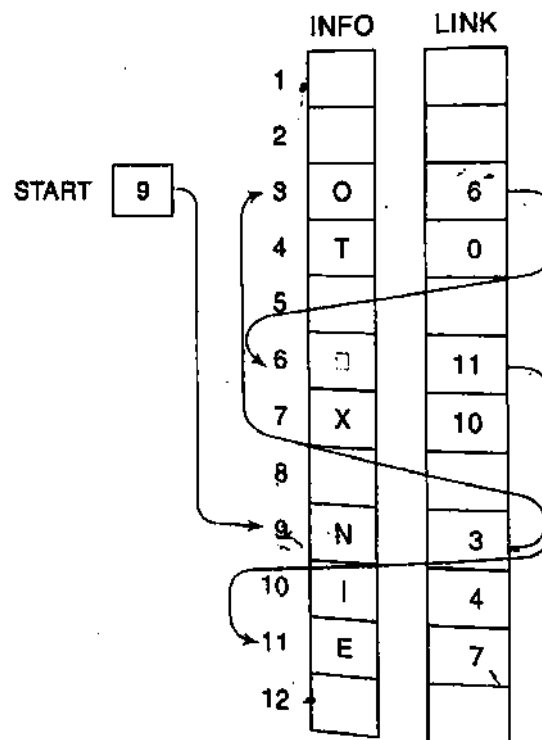 INFO LINK
1
2
START 9 3 O 6
4 T 0
5
6 □ 11
7 X 10
8
9 N 3
10 I 4
11 E 7
12